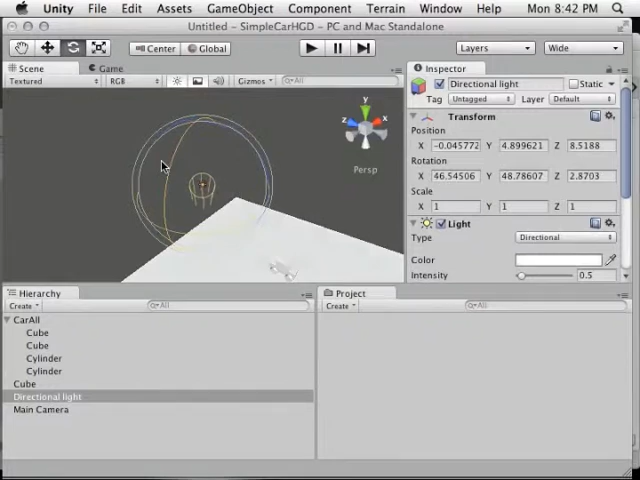 Unity File Edit Assets GameObject Component Terrain Window Help Mon 8:42 PM
Untitled - SimpleCarHGD - PC and Mac Standalone
Center Global Layers Wide
Scene Game Inspector
Textured RGB Gizmos All
Directional light Static
Tag Untagged Layer Default
Transform
Position
X -0.045772 Y 4.899621 Z 8.5188
Rotation
X 46.54506 Y 48.78607 Z 2.8703
Scale
X 1 Y 1 Z 1
Light
Type Directional
Color
Intensity 0.5
y
z
x
Persp
Hierarchy Project
Create All Create All
CarAll
Cube
Cube
Cylinder
Cylinder
Cube
Directional light
Main Camera